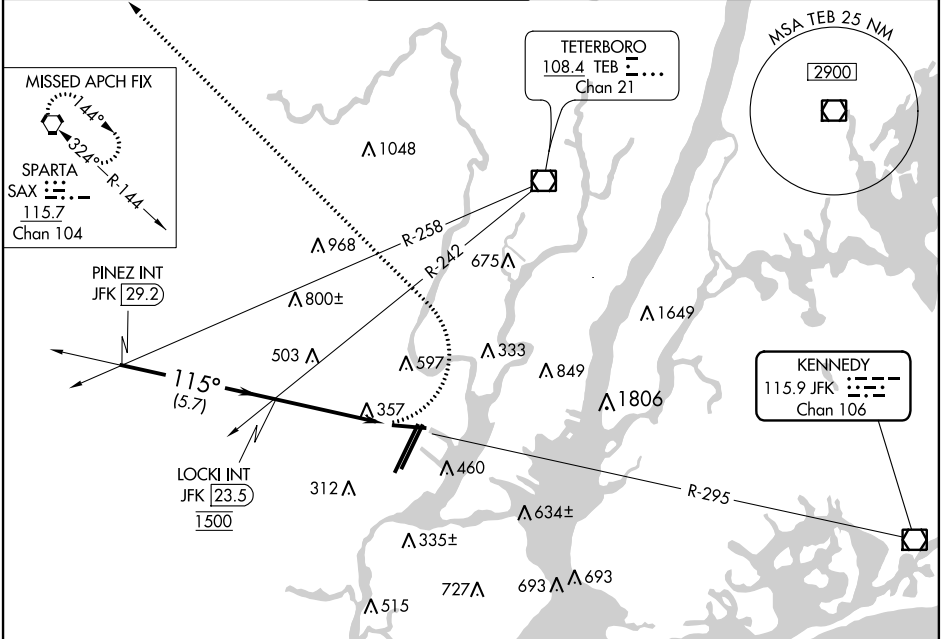 MISSED APCH FIX
144°
324°
R-144
SPARTA
SAX
115.7
Chan 104
TETERBORO
108.4 TEB
Chan 21
MSA TEB 25 NM
2900
1048
968
R-258
R-242
675
800±
PINEZ INT
JFK 29.2
503
597
333
849
1649
1806
115°
(5.7)
357
KENNEDY
115.9 JFK
Chan 106
LOCKI INT
JFK 23.5
1500
312
460
R-295
634±
335±
727
693
693
515